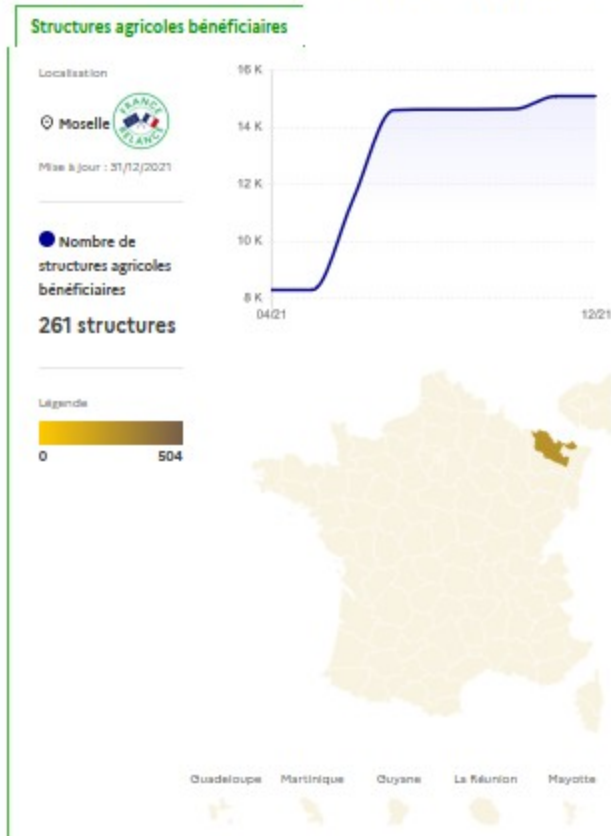 Structures agricoles bénéficiaires
Localisation
Moselle
FRANCE
RELANCE
Mise à jour : 31/12/2021
Nombre de
structures agricoles
bénéficiaires
261 structures
Légende
0 504
16 K
14 K
12 K
10 K
8 K
04/21 12/21
Guadeloupe Martinique Guyane La Réunion Mayotte